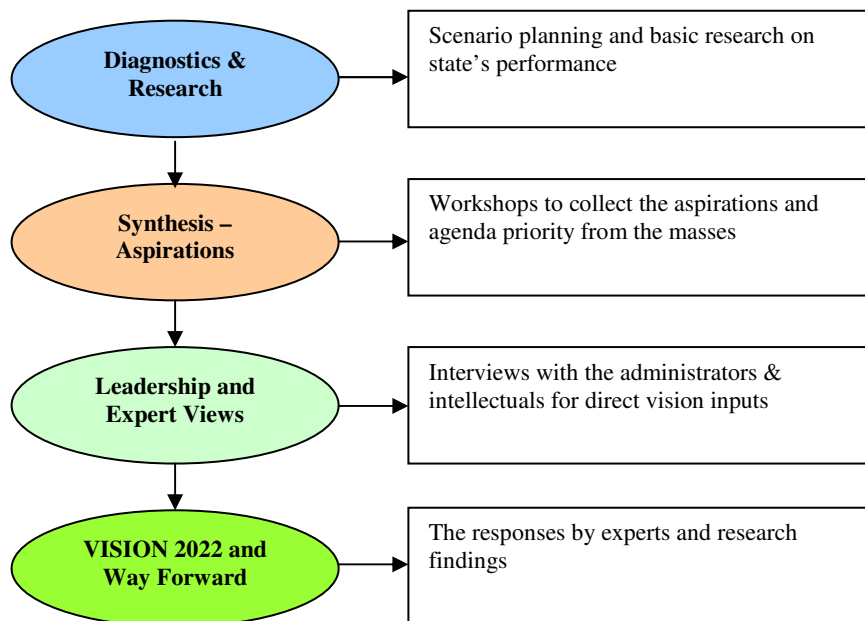 Diagnostics &
Research
Scenario planning and basic research on
state’s performance
Synthesis –
Aspirations
Workshops to collect the aspirations and
agenda priority from the masses
Leadership and
Expert Views
Interviews with the administrators &
intellectuals for direct vision inputs
VISION 2022 and
Way Forward
The responses by experts and research
findings